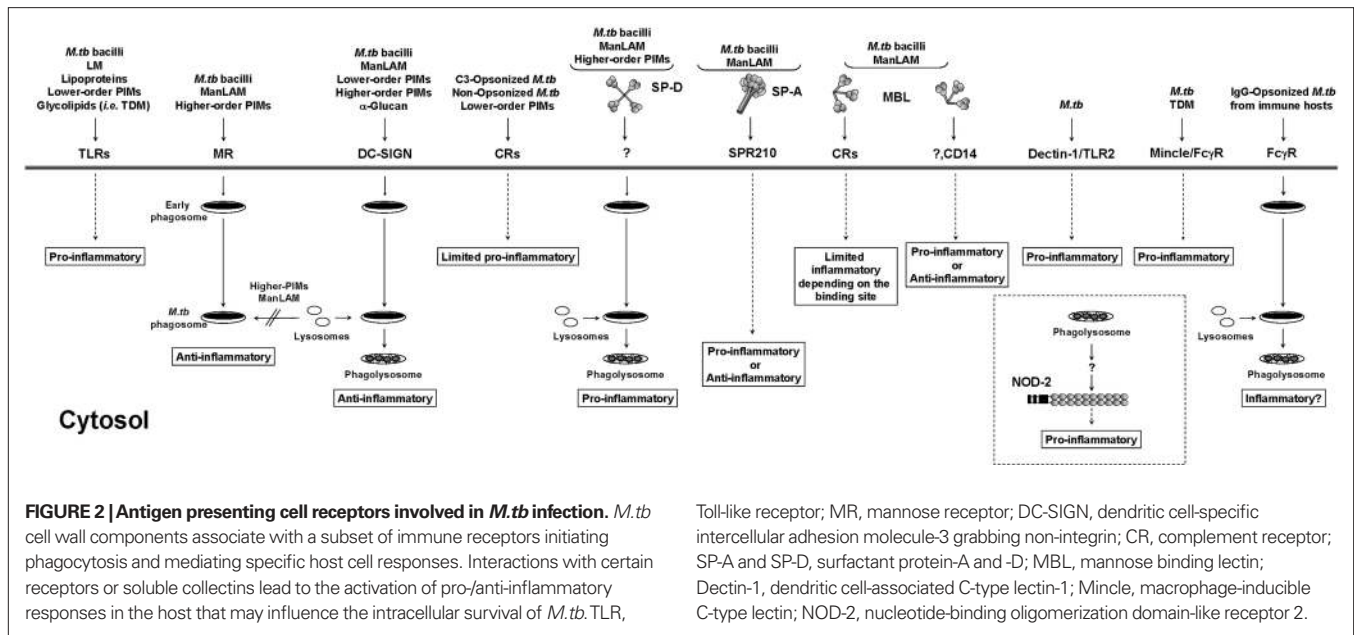 M.tb bacilli
LM
Lipoproteins
Lower-order PIMs
Glycolipids (i.e. TDM)
TLRs
Pro-inflammatory
M.tb bacilli
ManLAM
Higher-order PIMs
MR
Early
phagosome
Higher-PIMs
ManLAM
M.tb
phagosome
Anti-inflammatory
M.tb bacilli
ManLAM
Lower-order PIMs
Higher-order PIMs
α-Glucan
DC-SIGN
Lysosomes
Phagolysosome
Anti-inflammatory
C3-Opsonized M.tb
Non-Opsonized M.tb
Lower-order PIMs
CRs
Limited pro-inflammatory
M.tb bacilli
ManLAM
Higher-order PIMs
SP-D
?
Lysosomes
Phagolysosome
Pro-inflammatory
M.tb bacilli
ManLAM
SP-A
SPR210
Pro-inflammatory
or
Anti-inflammatory
M.tb bacilli
ManLAM
MBL
CRs
Limited
inflammatory
depending on the
binding site
?,CD14
Pro-inflammatory
or
Anti-inflammatory
M.tb
Dectin-1/TLR2
Pro-inflammatory
M.tb
TDM
Mincle/FcγR
Pro-inflammatory
Phagolysosome
?
NOD-2
Pro-inflammatory
IgG-Opsonized M.tb
from immune hosts
FcγR
Lysosomes
Phagolysosome
Inflammatory?
Cytosol
FIGURE 2 | Antigen presenting cell receptors involved in M.tb infection. M.tb
cell wall components associate with a subset of immune receptors initiating
phagocytosis and mediating specific host cell responses. Interactions with certain
receptors or soluble collectins lead to the activation of pro-/anti-inflammatory
responses in the host that may influence the intracellular survival of M.tb. TLR,
Toll-like receptor; MR, mannose receptor; DC-SIGN, dendritic cell-specific
intercellular adhesion molecule-3 grabbing non-integrin; CR, complement receptor;
SP-A and SP-D, surfactant protein-A and -D; MBL, mannose binding lectin;
Dectin-1, dendritic cell-associated C-type lectin-1; Mincle, macrophage-inducible
C-type lectin; NOD-2, nucleotide-binding oligomerization domain-like receptor 2.